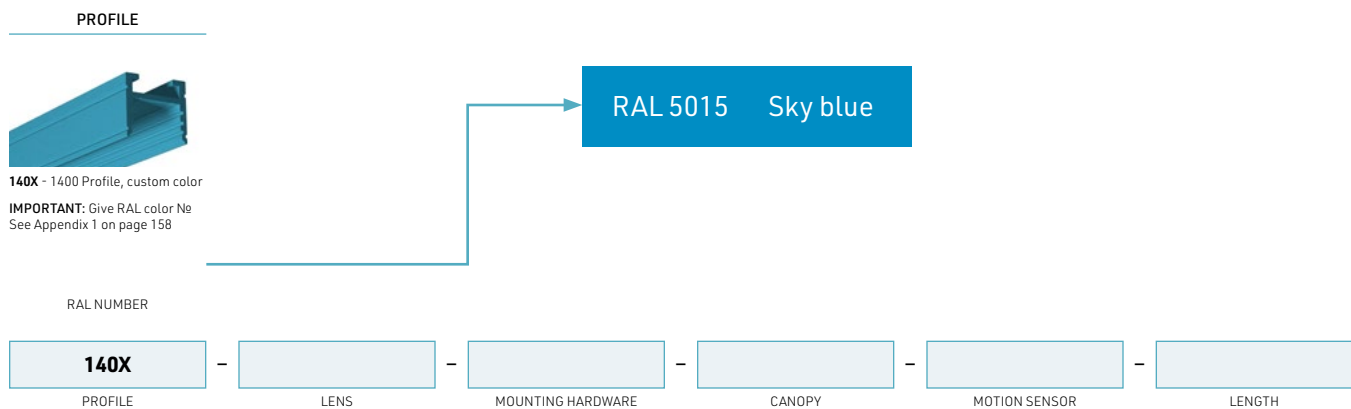 PROFILE
RAL 5015 Sky blue
140X - 1400 Profile, custom color
IMPORTANT: Give RAL color №
See Appendix 1 on page 158
RAL NUMBER
140X – – – – –
PROFILE LENS MOUNTING HARDWARE CANOPY MOTION SENSOR LENGTH